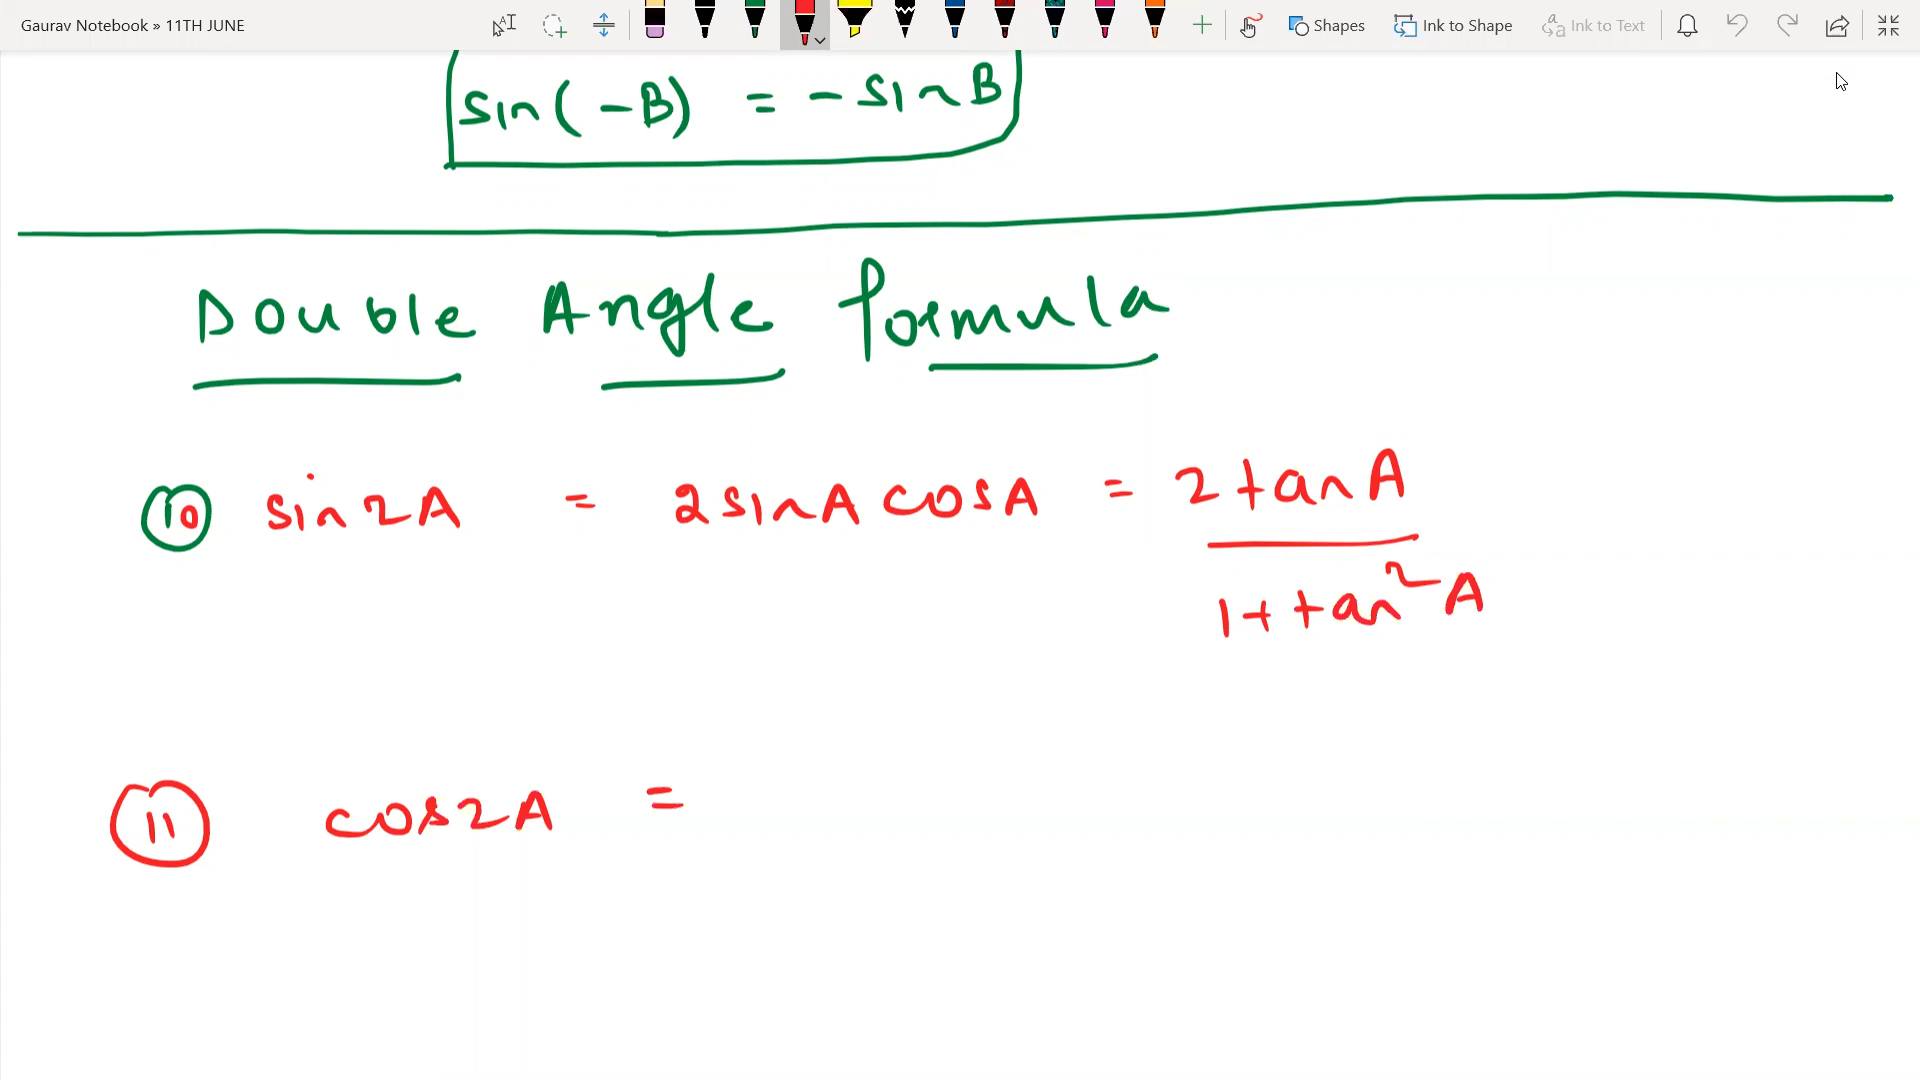 Gaurav Notebook » 11TH JUNE
Shapes
Ink to Shape
Ink to Text
sin(-B) = -sinB
Double Angle formula
10 sin2A = 2sinA cosA = 2tanA
1+tan²A
11 cos2A =